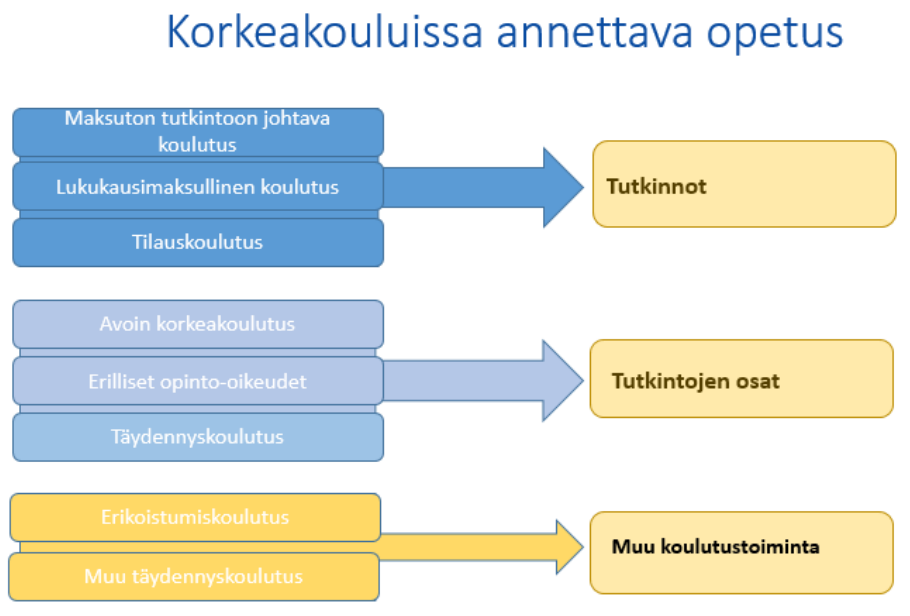 Korkeakouluissa annettava opetus
Maksuton tutkintoon johtava
koulutus
Lukukausimaksullinen koulutus
Tilauskoulutus
Tutkinnot
Avoin korkeakoulutus
Erilliset opinto-oikeudet
Täydennyskoulutus
Tutkintojen osat
Erikoistumiskoulutus
Muu täydennyskoulutus
Muu koulutustoiminta